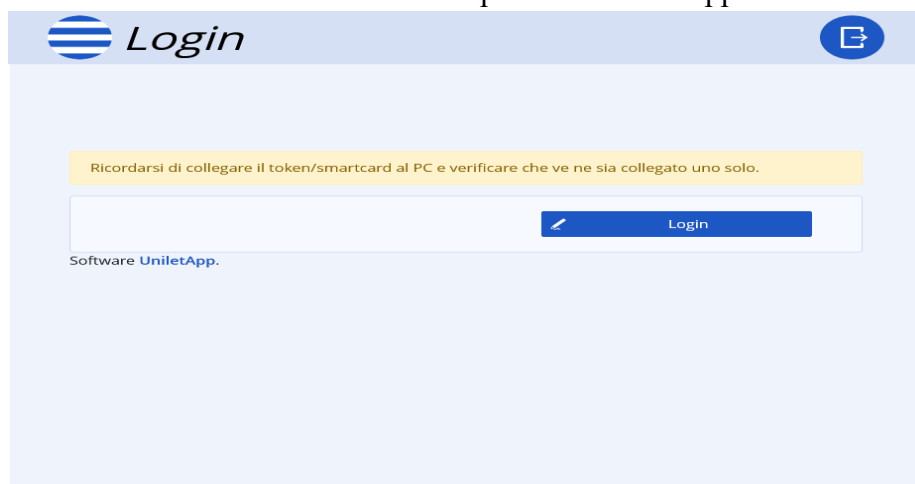 Login
Ricordarsi di collegare il token/smartcard al PC e verificare che ve ne sia collegato uno solo.
Login
Software UniletApp.